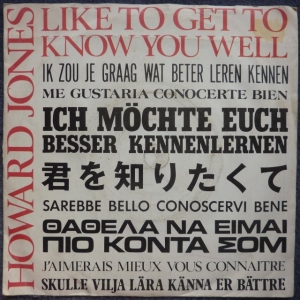 HOWARD JONES
LIKE TO GET TO
KNOW YOU WELL
IK ZOU JE GRAAG WAT BETER LEREN KENNEN
ME GUSTARIA CONOCERTE BIEN
ICH MÖCHTE EUCH
BESSER KENNENLERNEN
君を知りたくて
SAREBBE BELLO CONOSCERVI BENE
ΘΑΘΕΛΑ ΝΑ ΕΙΜΑΙ
ΠΙΟ ΚΟΝΤΑ ΣΟΜ
J'AIMERAIS MIEUX VOUS CONNAITRE
SKULLE VILJA LÄRA KÄNNA ER BÄTTRE